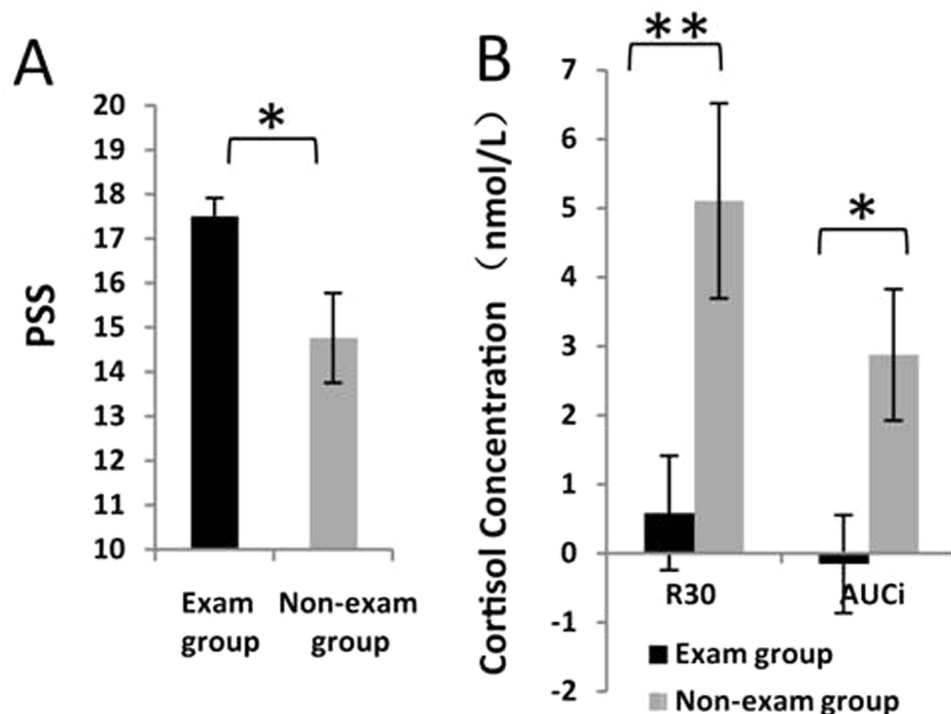 A
*
20
19
18
17
16
15
14
13
12
11
10
PSS
Exam group
Non-exam group
B
**
*
7
6
5
4
3
2
1
0
-1
-2
Cortisol Concentration （nmol/L）
R30
AUCi
Exam group
Non-exam group